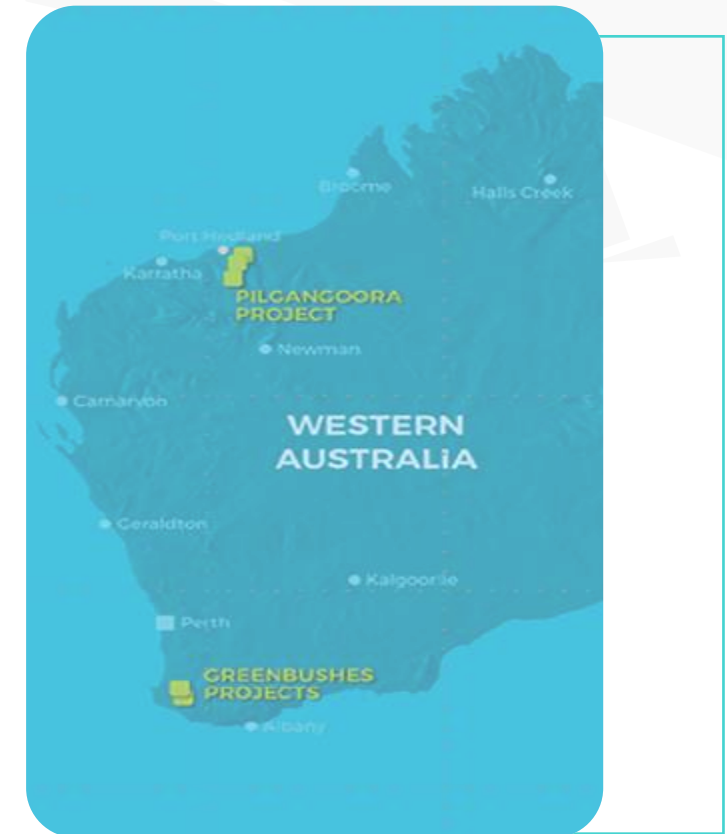 Broome
Halls Creek
Port Hedland
Karratha
PILGANGOORA
PROJECT
Newman
Carnarvon
WESTERN
AUSTRALiA
Geraldton
Kalgoorlie
Perth
GREENBUSHES
PROJECTS
Albany